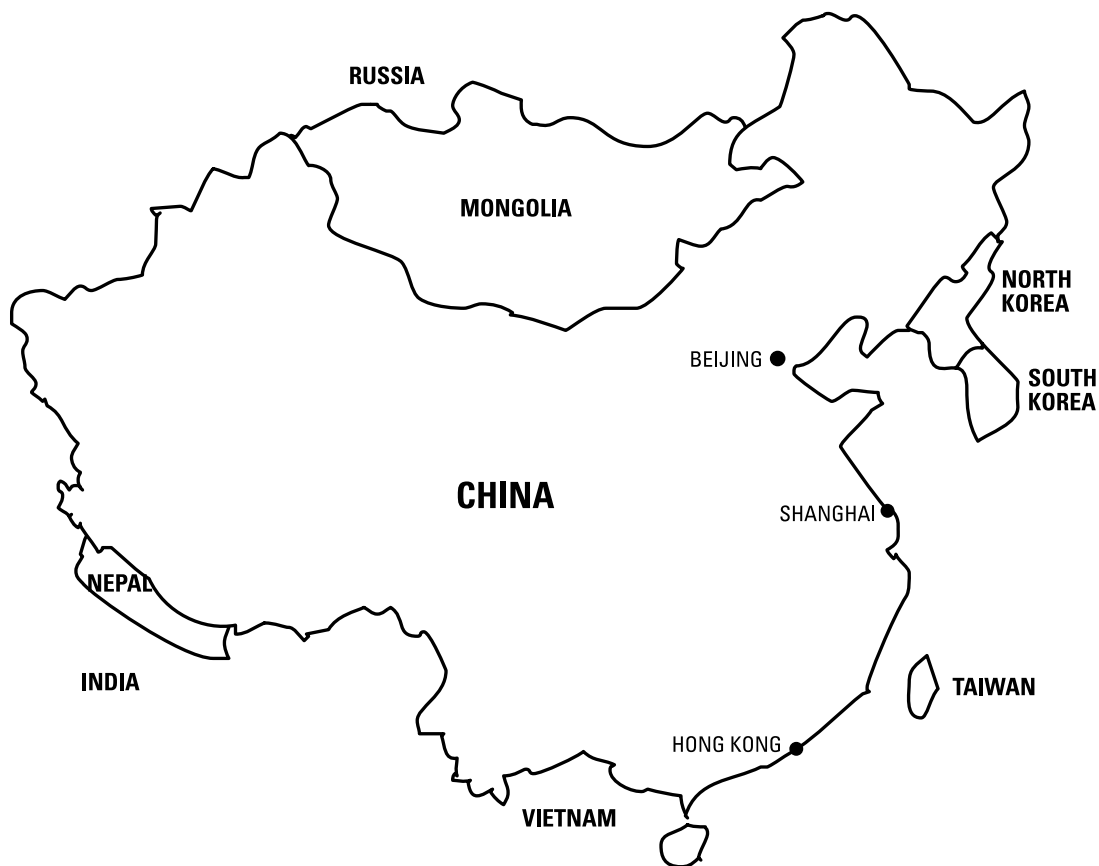 RUSSIA
MONGOLIA
NORTH
KOREA
BEIJING
SOUTH
KOREA
CHINA
SHANGHAI
NEPAL
INDIA
TAIWAN
HONG KONG
VIETNAM